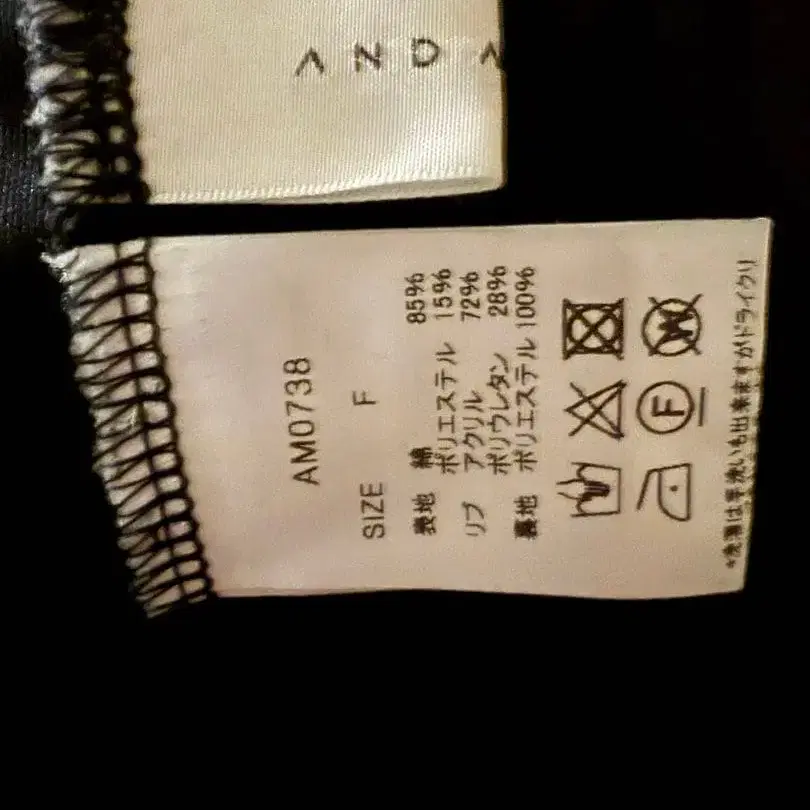 AND A
AM0738
SIZE F
表地 綿 85%
ポリエステル 15%
リブ アクリル 72%
ポリウレタン 28%
裏地 ポリエステル 100%
W
F
*洗濯は手洗いも出来ますがドライクリ